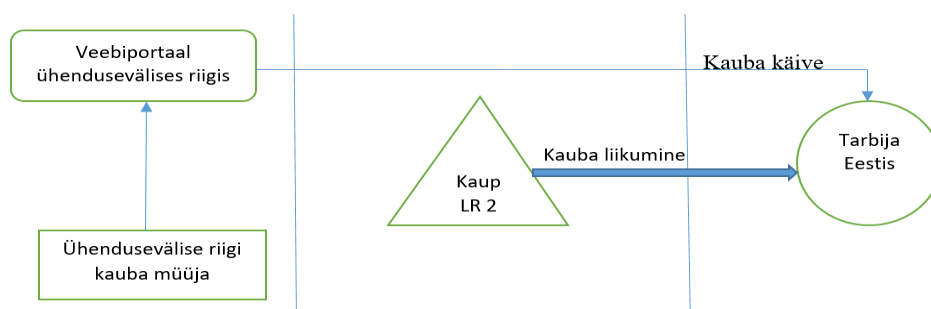 Veebiportaal
ühendusevälises riigis
Kauba käive
Tarbija
Eestis
Kauba liikumine
Kaup
LR 2
Ühendusevälise riigi
kauba müüja